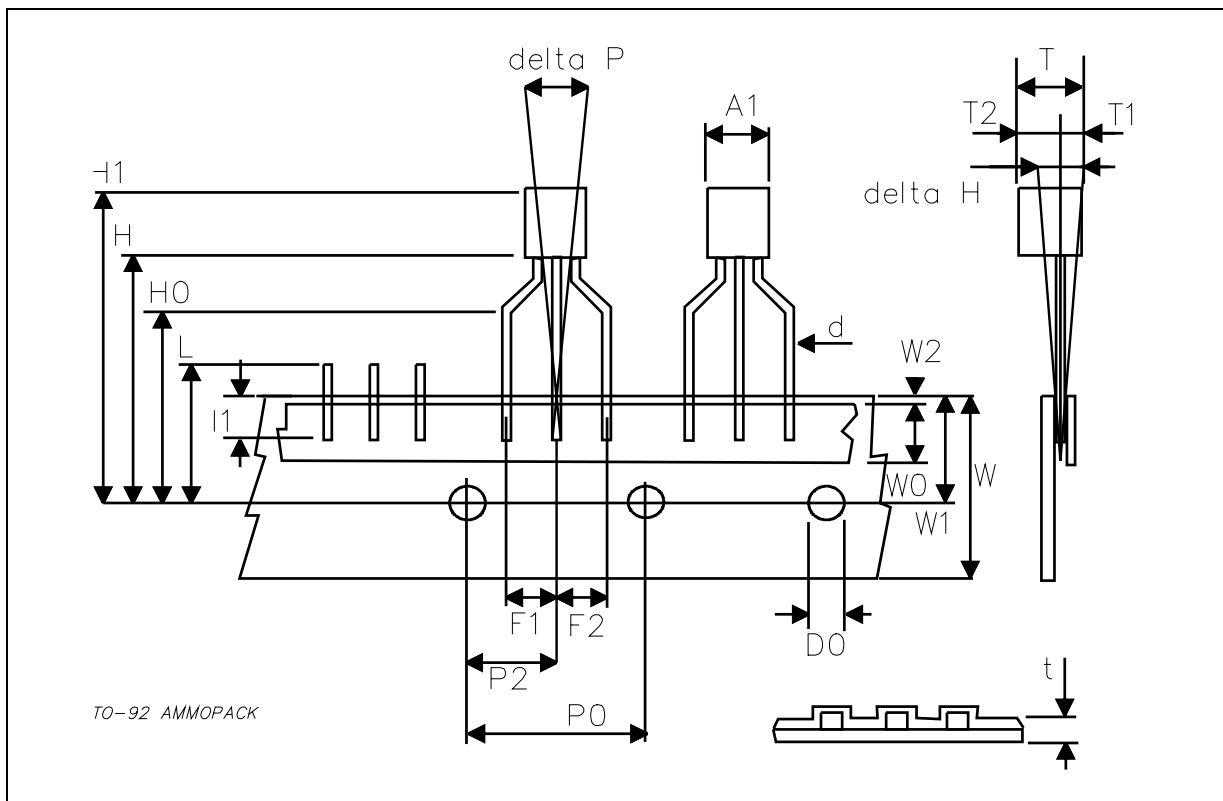 delta P
T
A1
T2
T1
H1
delta H
H
H0
d
L
W2
I1
W0
W
W1
F1
F2
D0
P2
t
TO-92 AMMOPACK
P0